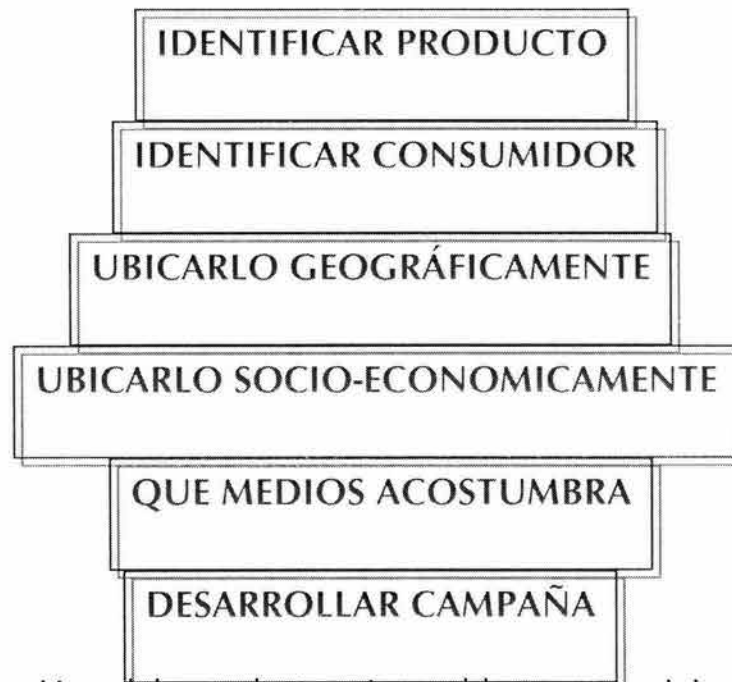 IDENTIFICAR PRODUCTO
IDENTIFICAR CONSUMIDOR
UBICARLO GEOGRÁFICAMENTE
UBICARLO SOCIO-ECONOMICAMENTE
QUE MEDIOS ACOSTUMBRA
DESARROLLAR CAMPAÑA